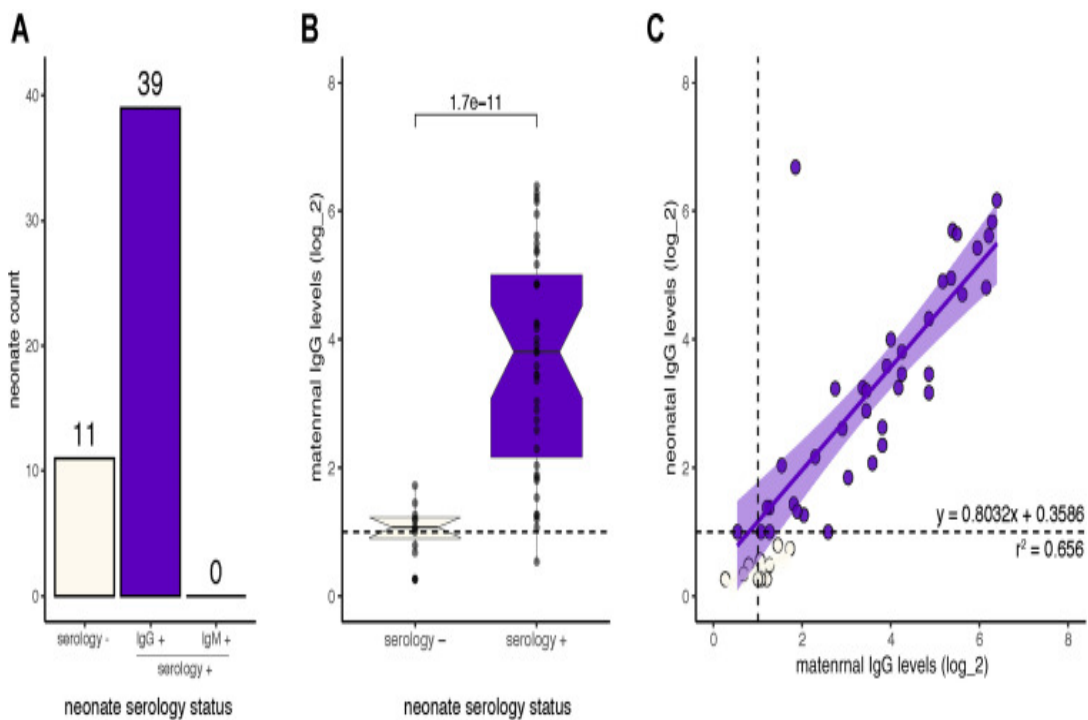 A
neonate count
40
30
20
10
0
11
39
0
serology -
IgG +
IgM +
serology +
neonate serology status
B
matenrnal IgG levels (log_2)
8
6
4
2
0
1.7e−11
serology −
serology +
neonate serology status
C
neonatal IgG levels (log_2)
8
6
4
2
0
y = 0.8032x + 0.3586
r² = 0.656
0
2
4
6
8
matenrnal IgG levels (log_2)